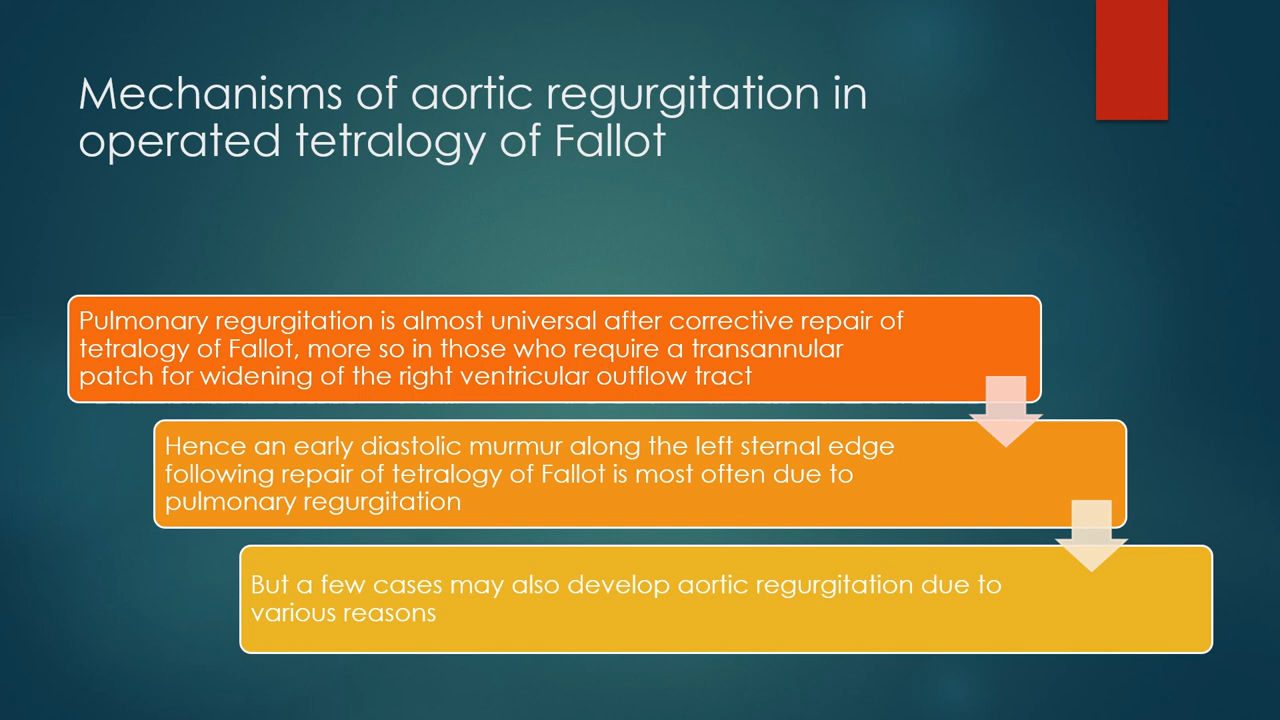 Mechanisms of aortic regurgitation in
operated tetralogy of Fallot
Pulmonary regurgitation is almost universal after corrective repair of
tetralogy of Fallot, more so in those who require a transannular
patch for widening of the right ventricular outflow tract
Hence an early diastolic murmur along the left sternal edge
following repair of tetralogy of Fallot is most often due to
pulmonary regurgitation
But a few cases may also develop aortic regurgitation due to
various reasons